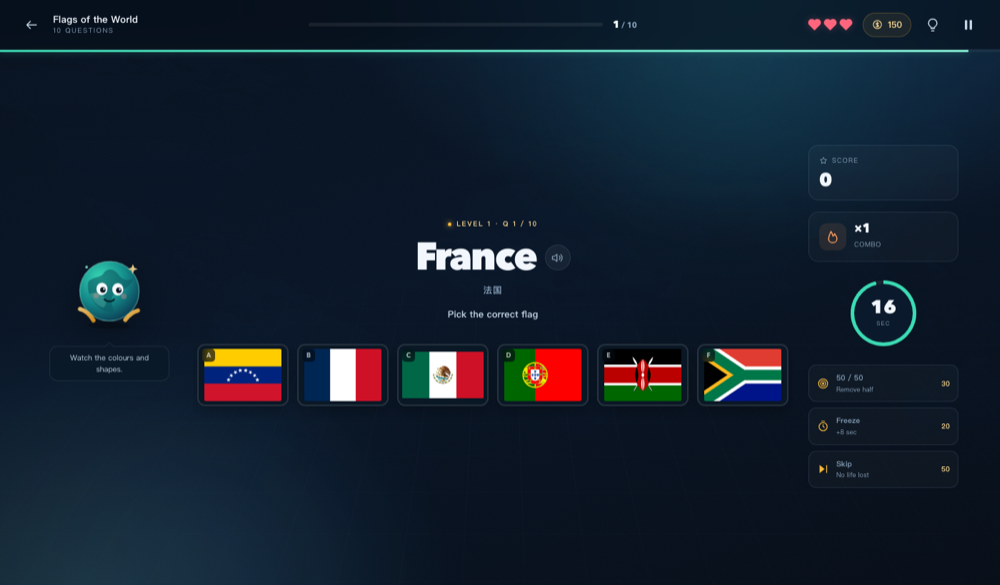 Flags of the World
10 QUESTIONS
1 / 10
150
SCORE
0
×1
COMBO
LEVEL 1 · Q 1 / 10
France
法国
Pick the correct flag
16
SEC
Watch the colours and
shapes.
A
B
C
D
E
F
50 / 50
Remove half
30
Freeze
+8 sec
20
Skip
No life lost
50